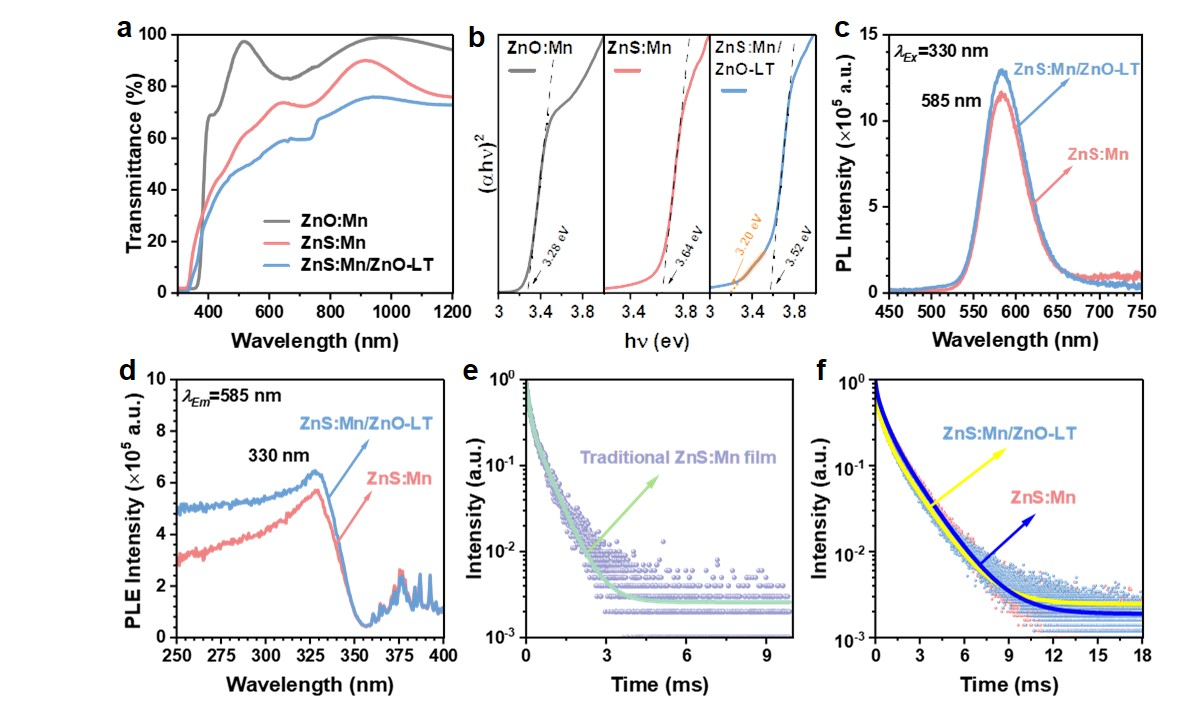 a
100
80
60
40
20
0
Transmittance (%)
ZnO:Mn
ZnS:Mn
ZnS:Mn/ZnO-LT
400 600 800 1000 1200
Wavelength (nm)
b
(αhν)²
ZnO:Mn
3.28 eV
ZnS:Mn
3.64 eV
ZnS:Mn/
ZnO-LT
3.20 eV
3.52 eV
3 3.4 3.8 3.4 3.8 3 3.4 3.8
hν (ev)
c
15
10
5
0
PL Intensity (×10⁵ a.u.)
λEx=330 nm
ZnS:Mn/ZnO-LT
585 nm
ZnS:Mn
450 500 550 600 650 700 750
Wavelength (nm)
d
10
8
6
4
2
0
PLE Intensity (×10⁵ a.u.)
λEm=585 nm
ZnS:Mn/ZnO-LT
330 nm
ZnS:Mn
250 275 300 325 350 375 400
Wavelength (nm)
e
10⁰
10⁻¹
10⁻²
10⁻³
Intensity (a.u.)
Traditional ZnS:Mn film
0 3 6 9
Time (ms)
f
10⁰
10⁻¹
10⁻²
10⁻³
Intensity (a.u.)
ZnS:Mn/ZnO-LT
ZnS:Mn
0 3 6 9 12 15 18
Time (ms)